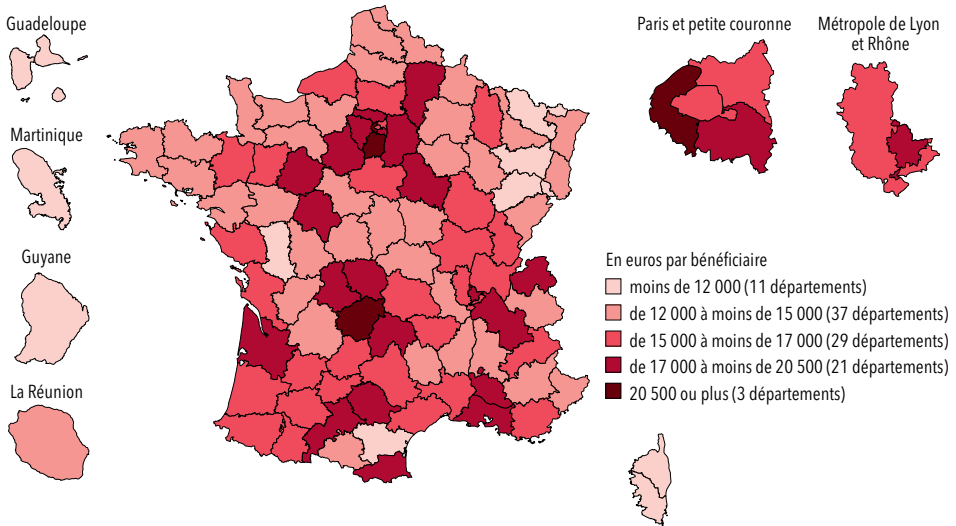 Guadeloupe
Martinique
Guyane
La Réunion
Paris et petite couronne
Métropole de Lyon
et Rhône
En euros par bénéficiaire
moins de 12 000 (11 départements)
de 12 000 à moins de 15 000 (37 départements)
de 15 000 à moins de 17 000 (29 départements)
de 17 000 à moins de 20 500 (21 départements)
20 500 ou plus (3 départements)